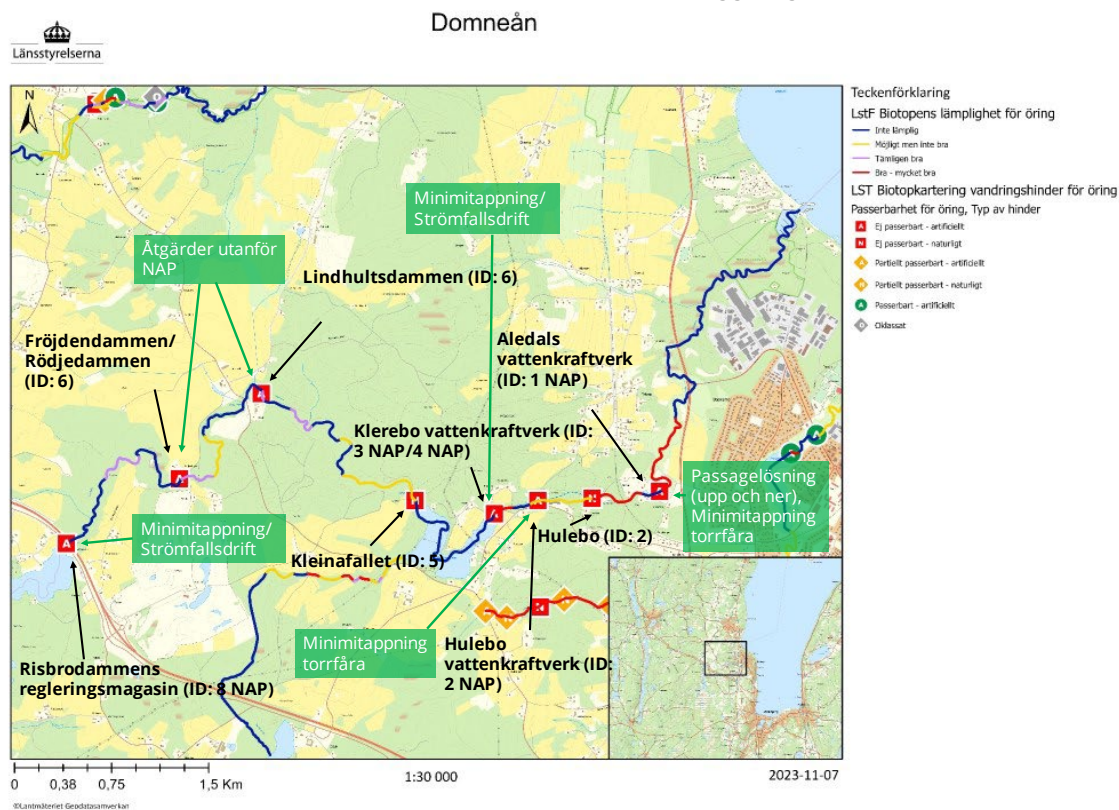 Domneån
Länsstyrelserna
N
Teckenförklaring
LstF Biotopens lämplighet för öring
Inte lämplig
Möjligt men inte bra
Tämligen bra
Bra - mycket bra
LST Biotopkartering vandringshinder för öring
Passerbarhet för öring, Typ av hinder
A Ej passerbart - artificiellt
N Ej passerbart - naturligt
A Partiellt passerbart - artificiellt
N Partiellt passerbart - naturligt
A Passerbart - artificiellt
O Oklassat
Minimitappning/
Strömfallsdrift
Åtgärder utanför
NAP
Lindhultsdammen (ID: 6)
Fröjdendammen/
Rödjedammen
(ID: 6)
Aledals
vattenkraftverk
(ID: 1 NAP)
Klerebo vattenkraftverk (ID:
3 NAP/4 NAP)
Passagelösning
(upp och ner),
Minimitappning
torrfåra
Minimitappning/
Strömfallsdrift
Hulebo (ID: 2)
Kleinafallet (ID: 5)
Minimitappning
torrfåra
Hulebo
vattenkraftverk (ID:
2 NAP)
Risbrodammens
regleringsmagasin (ID: 8 NAP)
0 0,38 0,75 1,5 Km
1:30 000
2023-11-07
©Lantmäteriet Geodatasamverkan